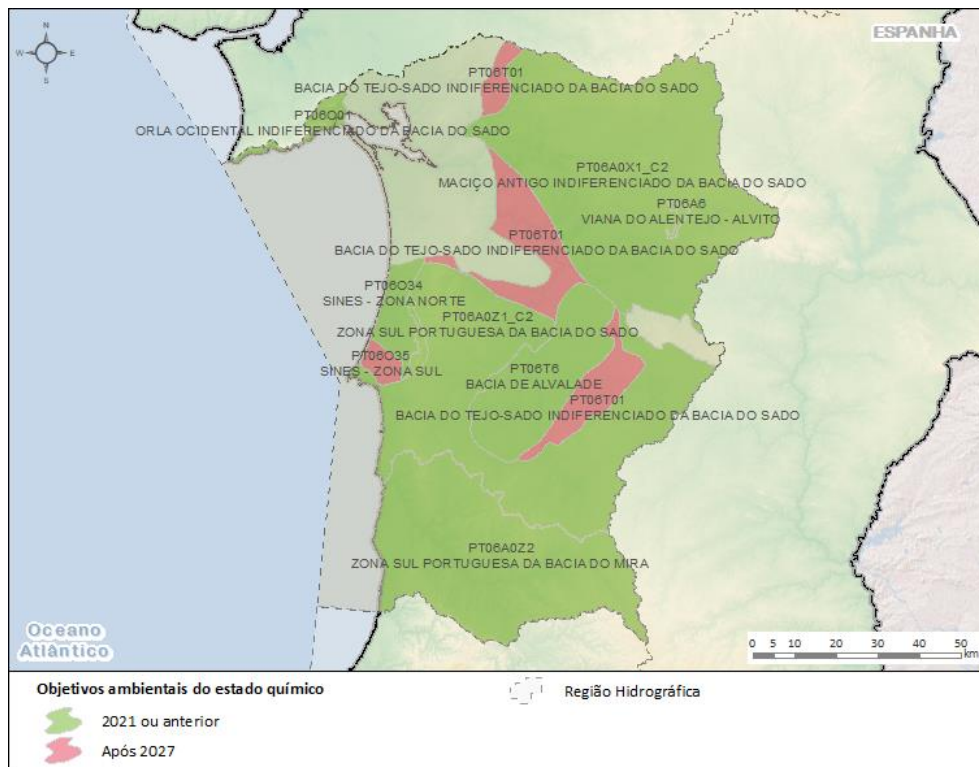 N
W E
S
ESPANHA
PT06T01
BACIA DO TEJO-SADO INDIFERENCIADO DA BACIA DO SADO
PT06O01
ORLA OCIDENTAL INDIFERENCIADO DA BACIA DO SADO
PT06A0X1_C2
MACIÇO ANTIGO INDIFERENCIADO DA BACIA DO SADO
PT06A6
VIANA DO ALENTEJO - ALVITO
PT06T01
BACIA DO TEJO-SADO INDIFERENCIADO DA BACIA DO SADO
PT06O34
SINES - ZONA NORTE
PT06A0Z1_C2
ZONA SUL PORTUGUESA DA BACIA DO SADO
PT06O35
SINES - ZONA SUL
PT06T6
BACIA DE ALVALADE
PT06T01
BACIA DO TEJO-SADO INDIFERENCIADO DA BACIA DO SADO
PT06A0Z2
ZONA SUL PORTUGUESA DA BACIA DO MIRA
Oceano
Atlântico
0 5 10 20 30 40 50
km
Objetivos ambientais do estado químico
Região Hidrográfica
2021 ou anterior
Após 2027